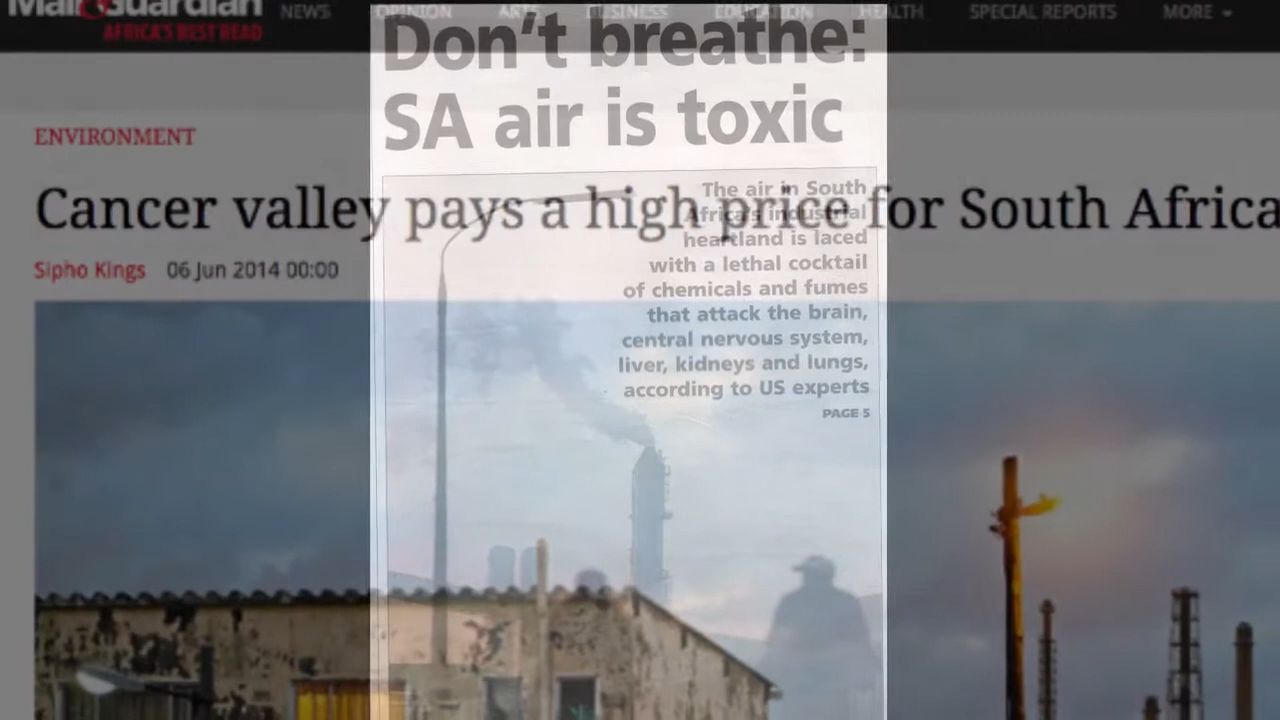 Mail&Guardian
AFRICA'S BEST READ
NEWS OPINION ARTS BUSINESS EDUCATION HEALTH SPECIAL REPORTS MORE
Don't breathe:
SA air is toxic
ENVIRONMENT
Cancer valley pays a high price for South Africa
Sipho Kings 06 Jun 2014 00:00
The air in South
Africa's industrial
heartland is laced
with a lethal cocktail
of chemicals and fumes
that attack the brain,
central nervous system,
liver, kidneys and lungs,
according to US experts
PAGE 5